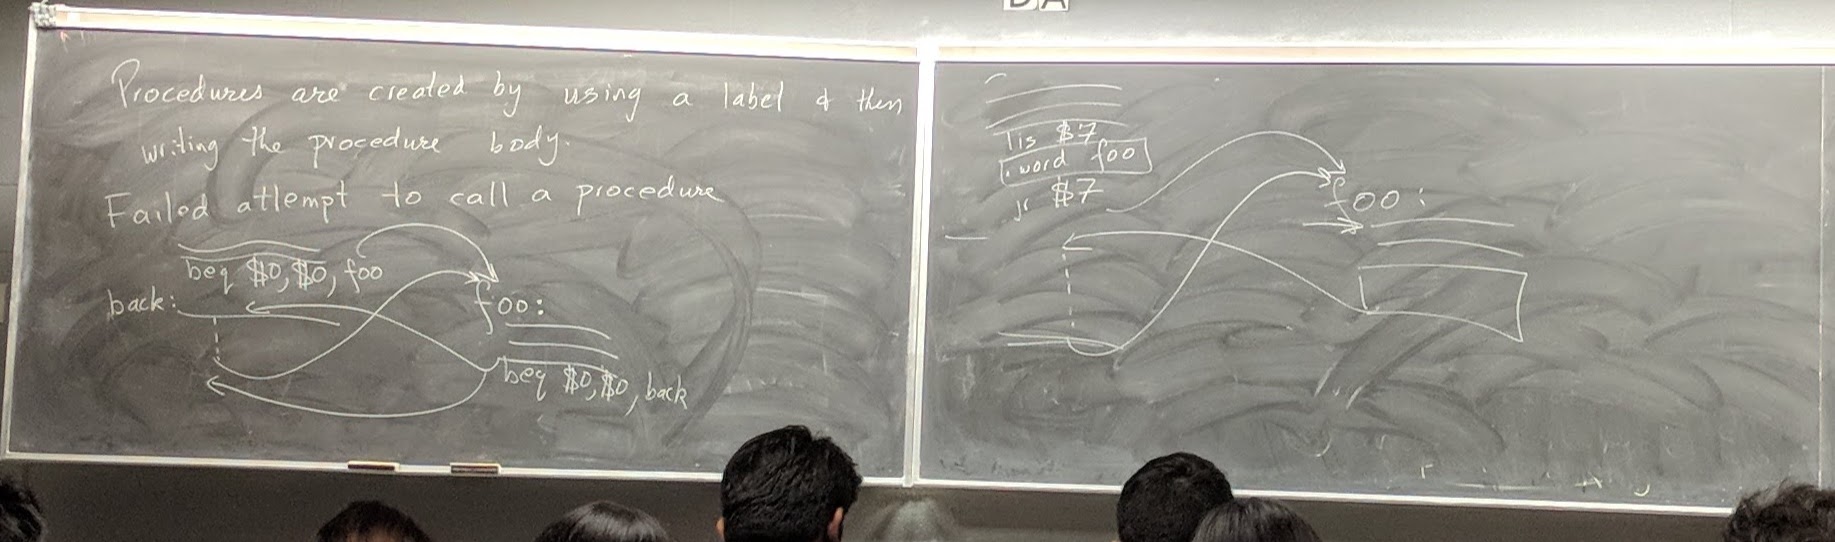 Procedures are created by using a label & then
writing the procedure body.
Failed attempt to call a procedure
beq $0, $0, foo
back:
foo:
beq $0, $0, back
lis $7
.word foo
jr $7
foo: